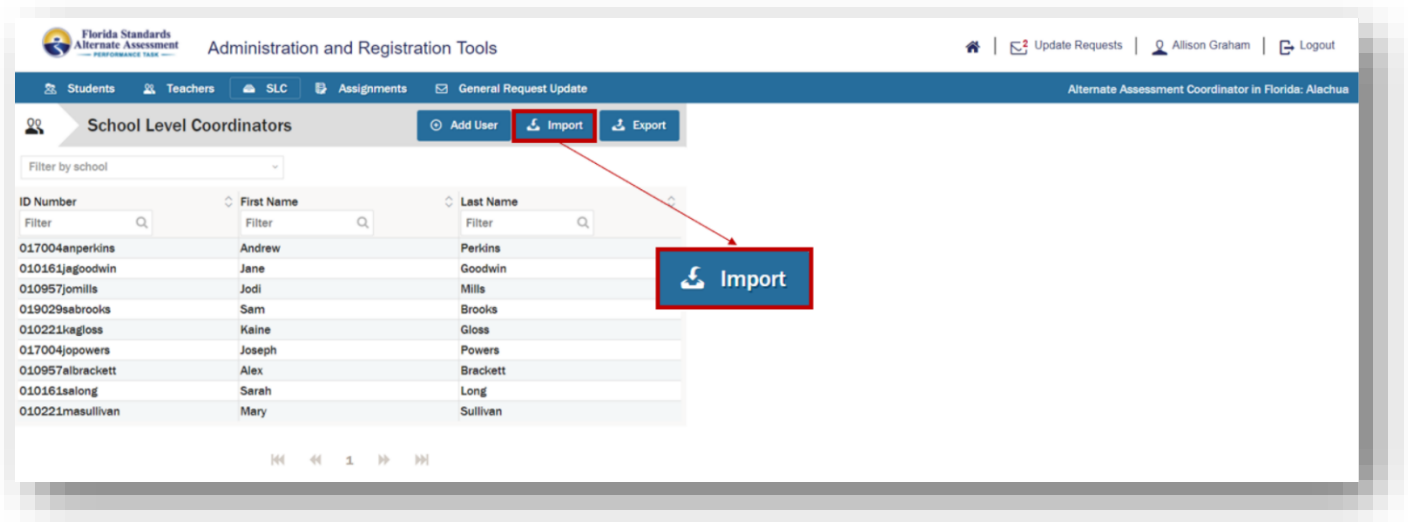 Florida Standards
Alternate Assessment
PERFORMANCE TASK
Administration and Registration Tools
2 Update Requests
Allison Graham
Logout
Students Teachers SLC Assignments General Request Update
Alternate Assessment Coordinator in Florida: Alachua
School Level Coordinators
Add User Import Export
Filter by school
ID Number First Name Last Name
Filter Filter Filter
017004anperkins Andrew Perkins
010161jagoodwin Jane Goodwin
010957jomills Jodi Mills
019029sabrooks Sam Brooks
010221kagloss Kaine Gloss
017004jopowers Joseph Powers
010957albrackett Alex Brackett
010161salong Sarah Long
010221masullivan Mary Sullivan
Import
1